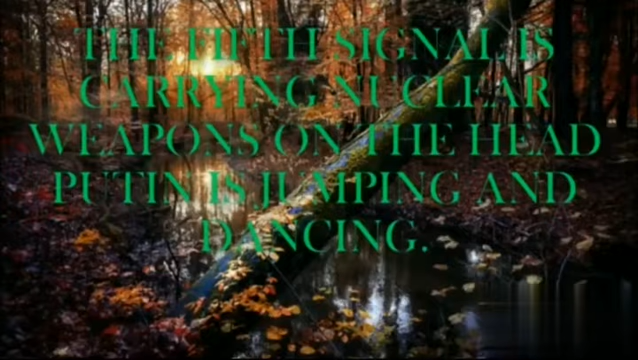 THE FIFTH SIGNAL IS
CARRYING NUCLEAR
WEAPONS ON THE HEAD
PUTIN IS JUMPING AND
DANCING.